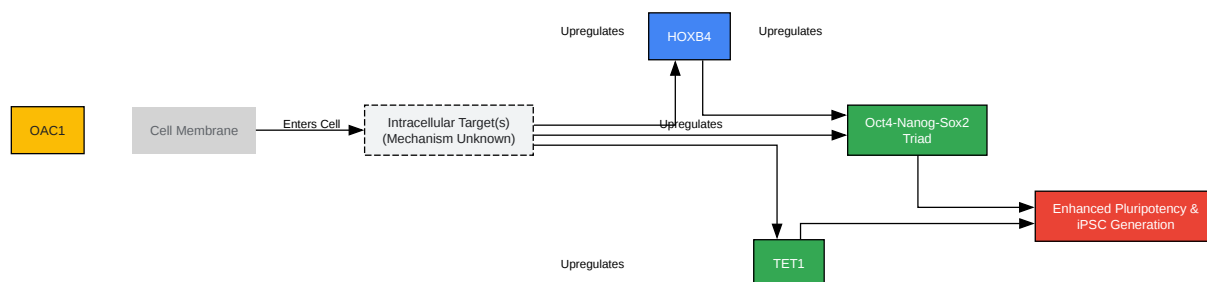 Upregulates
HOXB4
Upregulates
OAC1
Cell Membrane
Enters Cell
Intracellular Target(s)
(Mechanism Unknown)
Upregulates
Oct4-Nanog-Sox2
Triad
Enhanced Pluripotency &
iPSC Generation
Upregulates
TET1